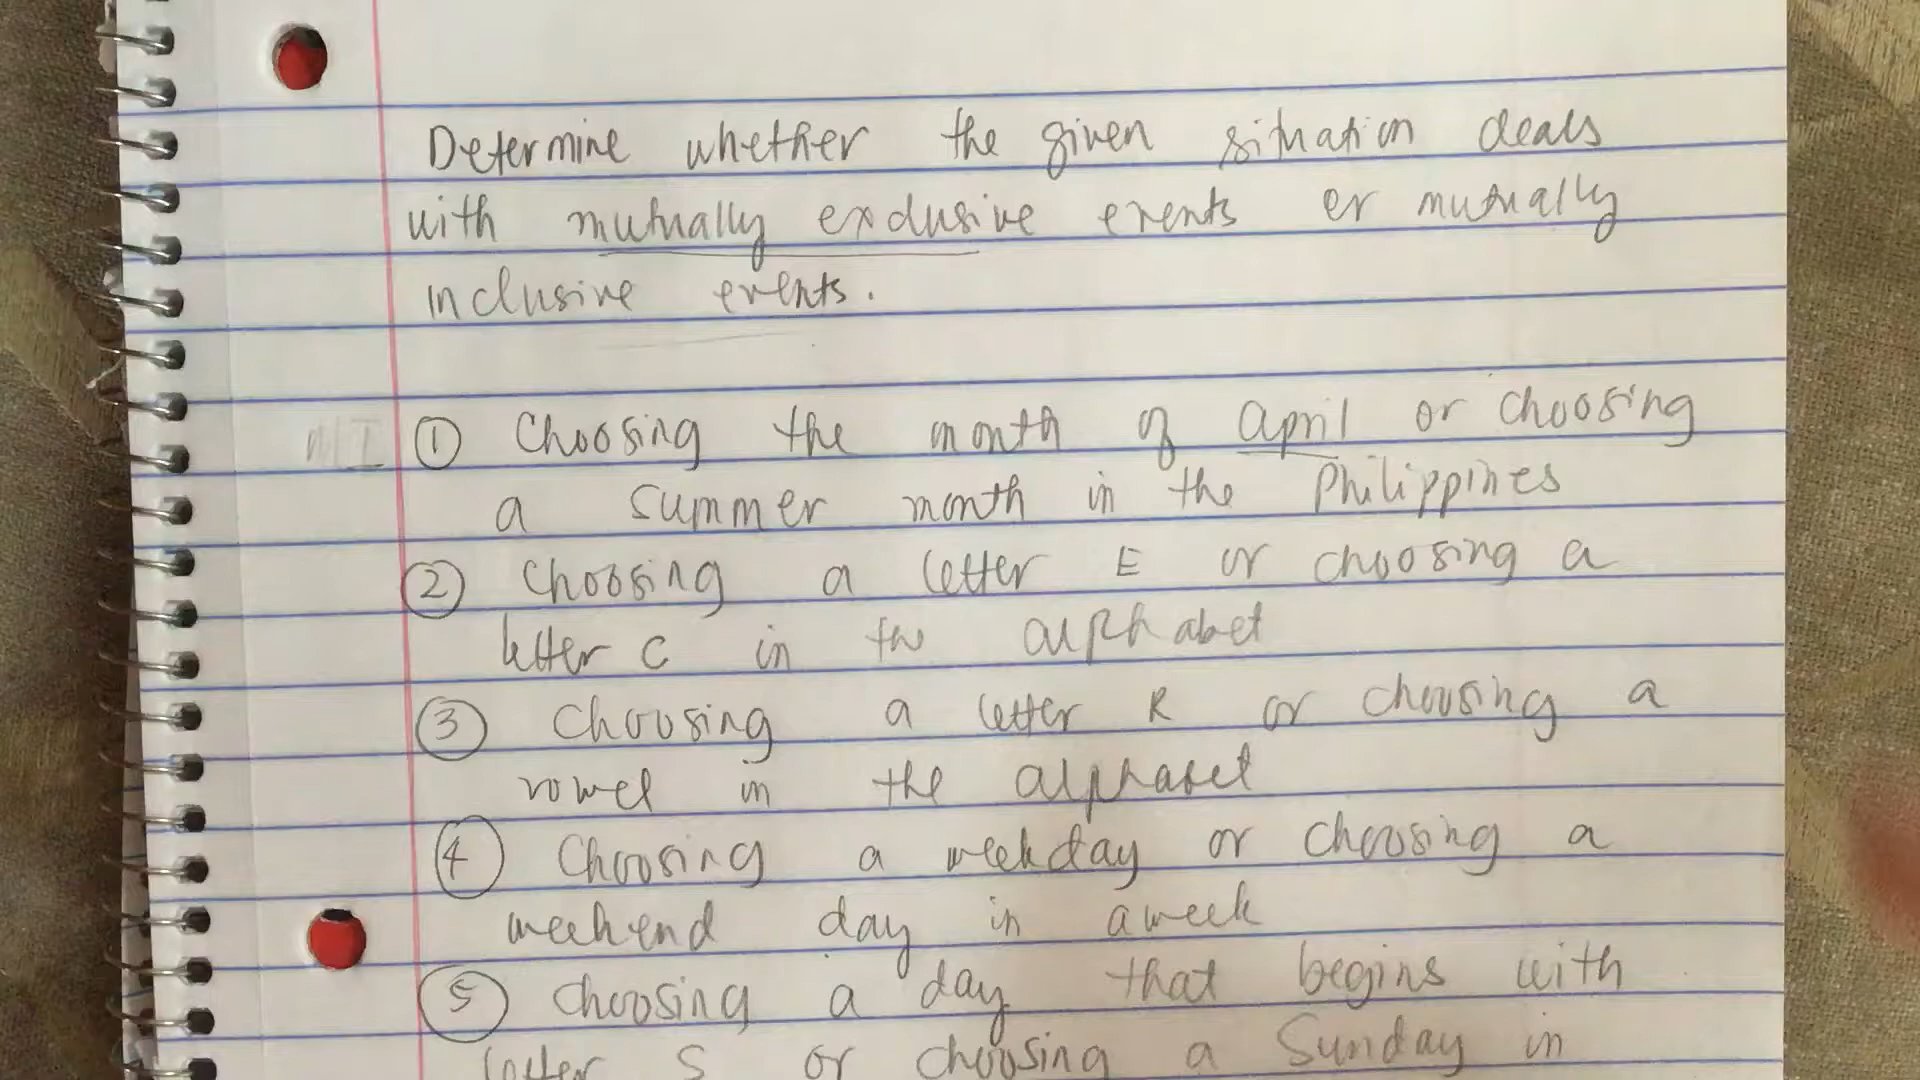 Determine whether the given situation deals
with mutually exclusive events or mutually
inclusive events.
MI ① Choosing the month of april or choosing
a summer month in the Philippines
② Choosing a letter E or choosing a
letter C in the alphabet
③ Choosing a letter R or choosing a
vowel in the alphabet
④ Choosing a weekday or choosing a
weekend day in a week
⑤ Choosing a day that begins with
letter S or choosing a Sunday in